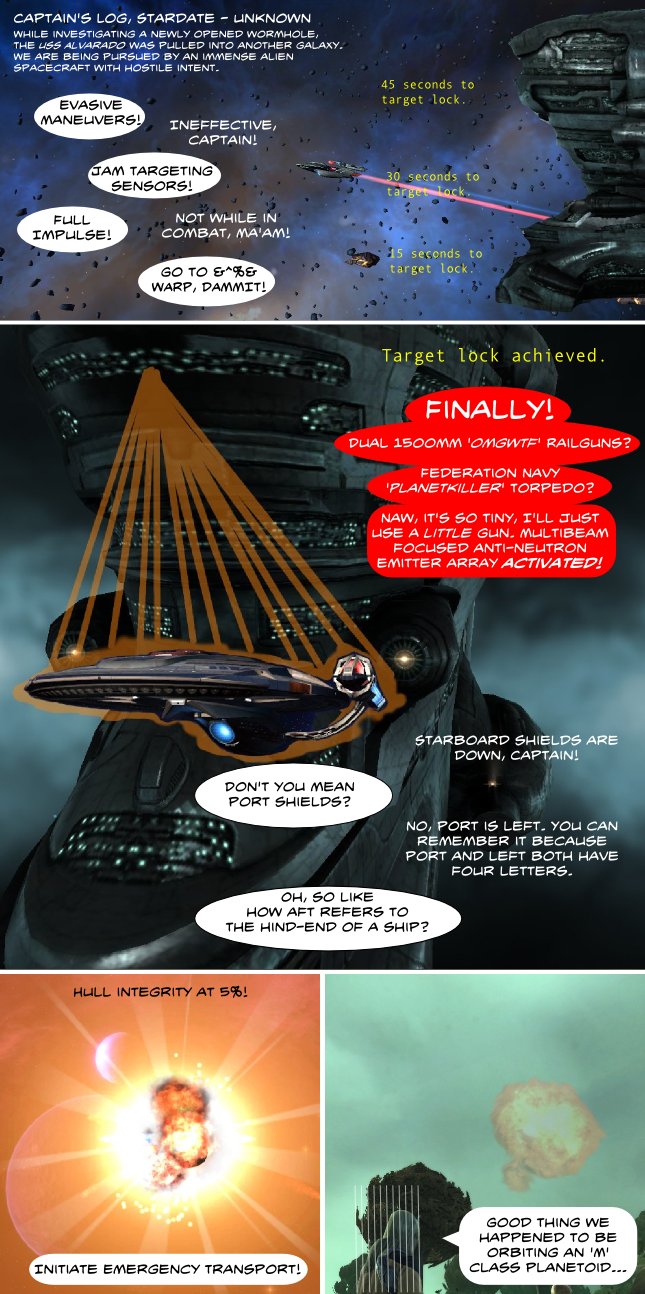 CAPTAIN'S LOG, STARDATE - UNKNOWN
WHILE INVESTIGATING A NEWLY OPENED WORMHOLE,
THE USS ALVARADO WAS PULLED INTO ANOTHER GALAXY.
WE ARE BEING PURSUED BY AN IMMENSE ALIEN
SPACECRAFT WITH HOSTILE INTENT.
45 seconds to
target lock.
EVASIVE
MANEUVERS!
INEFFECTIVE,
CAPTAIN!
JAM TARGETING
SENSORS!
30 seconds to
target lock.
FULL
IMPULSE!
NOT WHILE IN
COMBAT, MA'AM!
15 seconds to
target lock.
GO TO &^%&
WARP, DAMMIT!
Target lock achieved.
FINALLY!
DUAL 1500MM 'OMGWTF' RAILGUNS?
FEDERATION NAVY
'PLANETKILLER' TORPEDO?
NAW, IT'S SO TINY, I'LL JUST
USE A LITTLE GUN. MULTIBEAM
FOCUSED ANTI-NEUTRON
EMITTER ARRAY ACTIVATED!
STARBOARD SHIELDS ARE
DOWN, CAPTAIN!
DON'T YOU MEAN
PORT SHIELDS?
NO, PORT IS LEFT. YOU CAN
REMEMBER IT BECAUSE
PORT AND LEFT BOTH HAVE
FOUR LETTERS.
OH, SO LIKE
HOW AFT REFERS TO
THE HIND-END OF A SHIP?
HULL INTEGRITY AT 5%!
INITIATE EMERGENCY TRANSPORT!
GOOD THING WE
HAPPENED TO BE
ORBITING AN 'M'
CLASS PLANETOID...